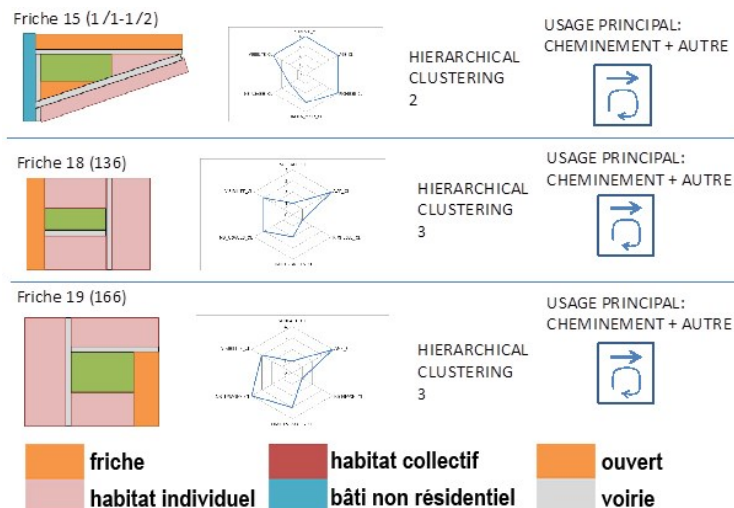 Friche 15 (1/1-1/2)
HIERARCHICAL
CLUSTERING
2
USAGE PRINCIPAL:
CHEMINEMENT + AUTRE
Friche 18 (136)
HIERARCHICAL
CLUSTERING
3
USAGE PRINCIPAL:
CHEMINEMENT + AUTRE
Friche 19 (166)
HIERARCHICAL
CLUSTERING
3
USAGE PRINCIPAL:
CHEMINEMENT + AUTRE
friche
habitat collectif
ouvert
habitat individuel
bâti non résidentiel
voirie